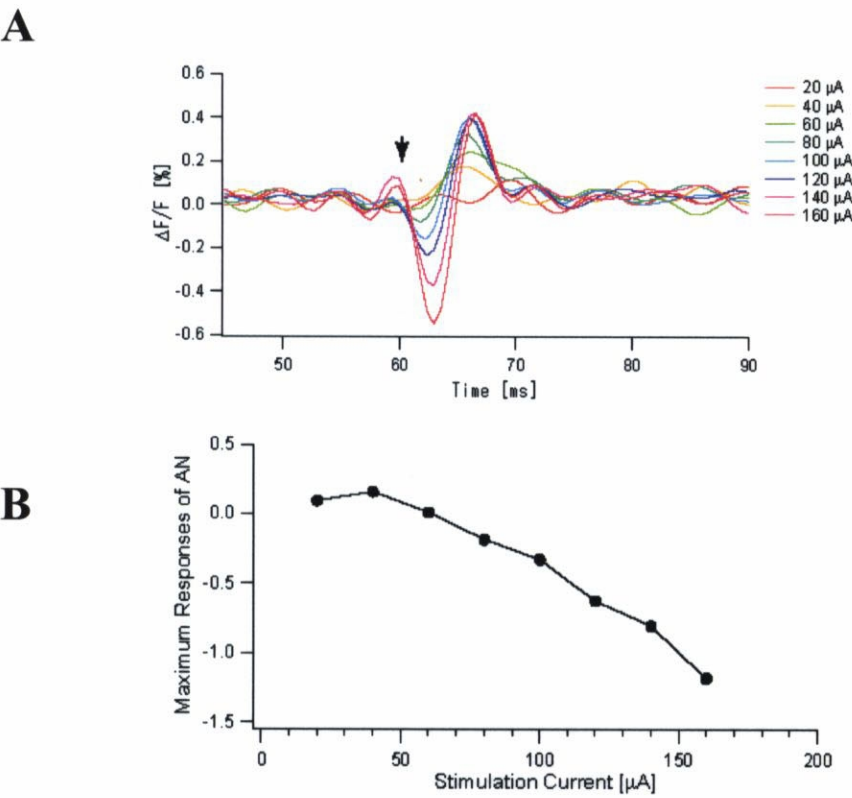 A
0.6
0.4
0.2
0.0
-0.2
-0.4
-0.6
ΔF/F [%]
50 60 70 80 90
Time [ms]
20 µA
40 µA
60 µA
80 µA
100 µA
120 µA
140 µA
160 µA
B
0.5
0.0
-0.5
-1.0
-1.5
Maximum Responses of AN
0 50 100 150 200
Stimulation Current [µA]